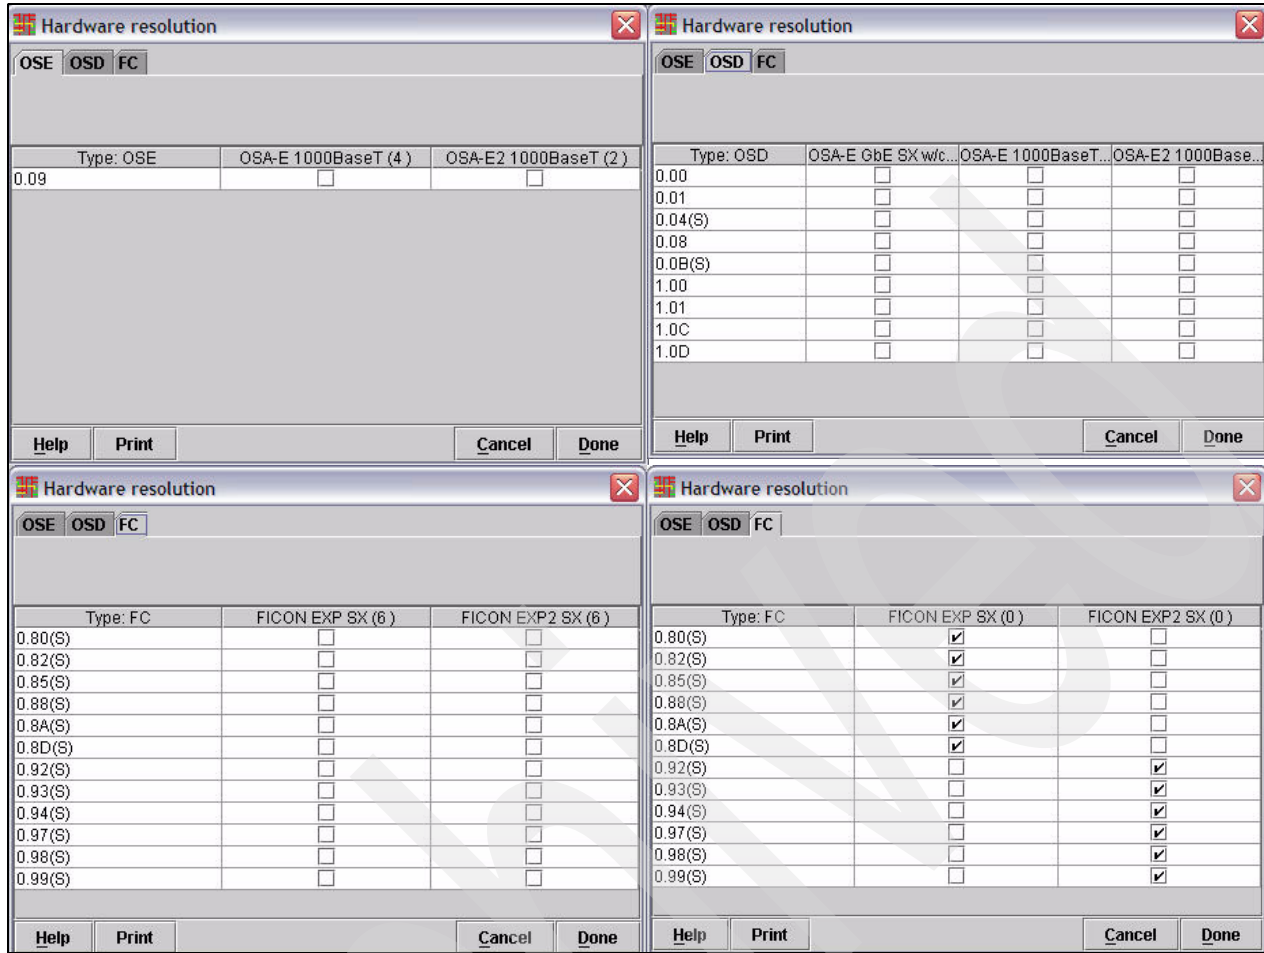 Hardware resolution
OSE OSD FC
Type: OSE OSA-E 1000BaseT (4) OSA-E2 1000BaseT (2)
0.09
Help Print Cancel Done
Hardware resolution
OSE OSD FC
Type: OSD OSA-E GbE SX w/c... OSA-E 1000BaseT... OSA-E2 1000Base...
0.00
0.01
0.04(S)
0.08
0.0B(S)
1.00
1.01
1.0C
1.0D
Help Print Cancel Done
Hardware resolution
OSE OSD FC
Type: FC FICON EXP SX (6) FICON EXP2 SX (6)
0.80(S)
0.82(S)
0.85(S)
0.88(S)
0.8A(S)
0.8D(S)
0.92(S)
0.93(S)
0.94(S)
0.97(S)
0.98(S)
0.99(S)
Help Print Cancel Done
Hardware resolution
OSE OSD FC
Type: FC FICON EXP SX (0) FICON EXP2 SX (0)
0.80(S)
0.82(S)
0.85(S)
0.88(S)
0.8A(S)
0.8D(S)
0.92(S)
0.93(S)
0.94(S)
0.97(S)
0.98(S)
0.99(S)
Help Print Cancel Done